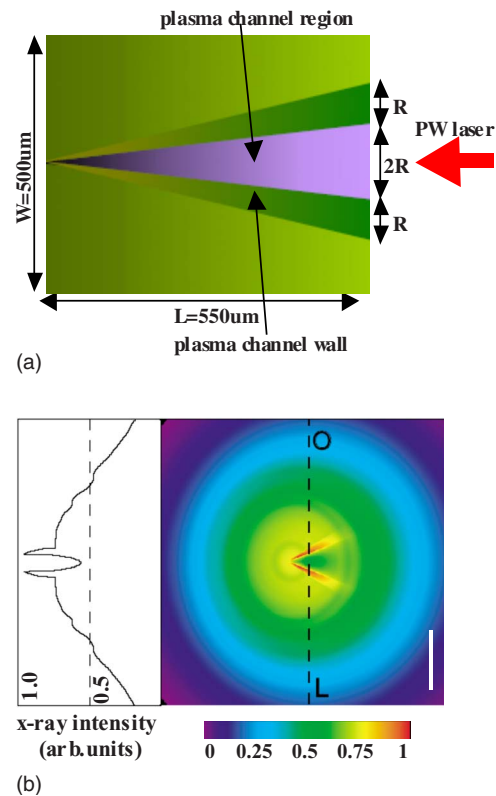 plasma channel region
W=500um
R
PW laser
2R
R
L=550um
plasma channel wall
(a)
O
L
1.0
0.5
x-ray intensity
(arb.units)
0 0.25 0.5 0.75 1
(b)